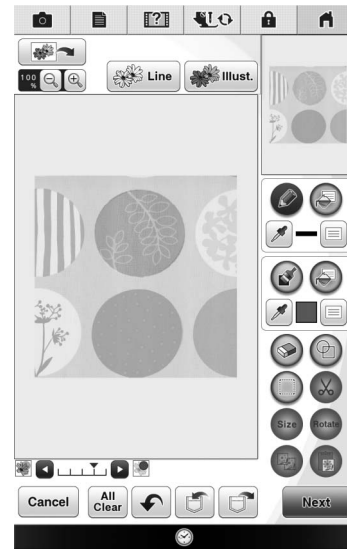 [?]
100
%
Line
Illust.
Size
Rotate
Cancel
All
Clear
Next